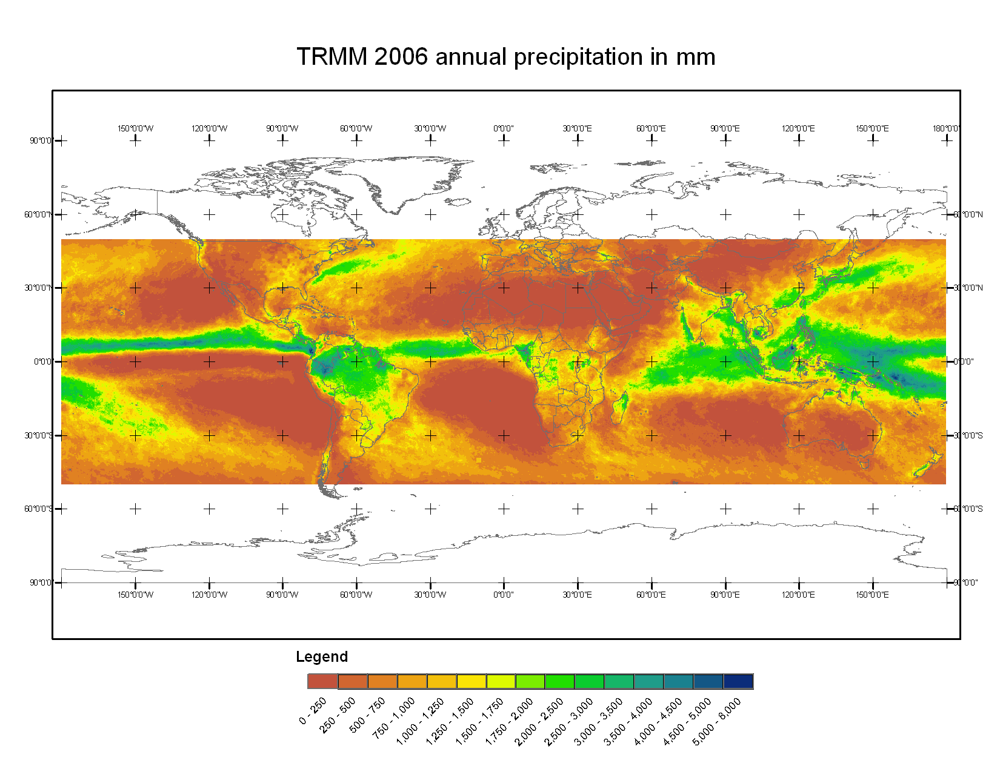 TRMM 2006 annual precipitation in mm
150°0'0"W 120°0'0"W 90°0'0"W 60°0'0"W 30°0'0"W 0°0'0" 30°0'0"E 60°0'0"E 90°0'0"E 120°0'0"E 150°0'0"E 180°0'0"
90°0'0"
60°0'0"N 60°0'0"N
30°0'0"N 30°0'0"N
0°0'0" 0°0'0"
30°0'0"S 30°0'0"S
60°0'0"S 60°0'0"S
90°0'0" 90°0'0"
150°0'0"W 120°0'0"W 90°0'0"W 60°0'0"W 30°0'0"W 0°0'0" 30°0'0"E 60°0'0"E 90°0'0"E 120°0'0"E 150°0'0"E
Legend
0 - 250
250 - 500
500 - 750
750 - 1,000
1,000 - 1,250
1,250 - 1,500
1,500 - 1,750
1,750 - 2,000
2,000 - 2,500
2,500 - 3,000
3,000 - 3,500
3,500 - 4,000
4,000 - 4,500
4,500 - 5,000
5,000 - 8,000